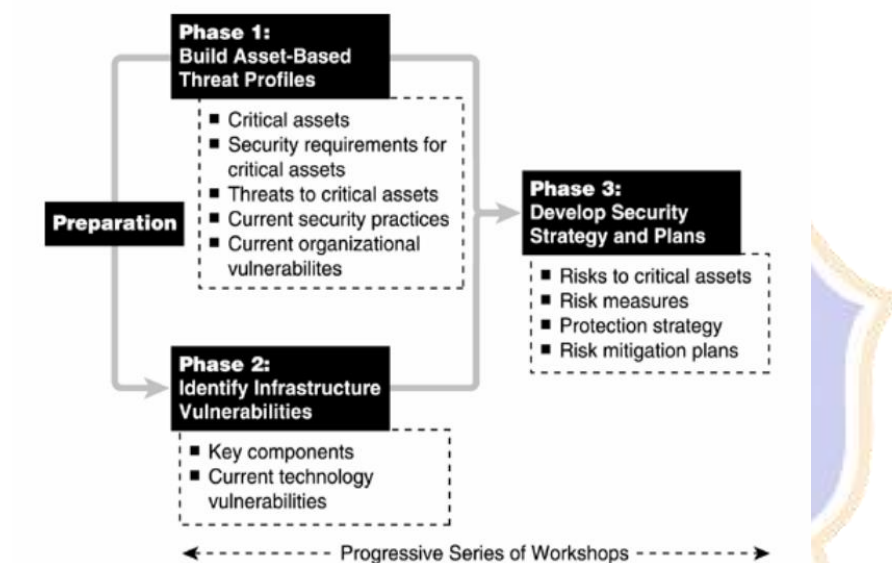 Phase 1:
Build Asset-Based
Threat Profiles
■ Critical assets
■ Security requirements for
critical assets
■ Threats to critical assets
■ Current security practices
■ Current organizational
vulnerabilites
Preparation
Phase 2:
Identify Infrastructure
Vulnerabilities
■ Key components
■ Current technology
vulnerabilities
Phase 3:
Develop Security
Strategy and Plans
■ Risks to critical assets
■ Risk measures
■ Protection strategy
■ Risk mitigation plans
Progressive Series of Workshops